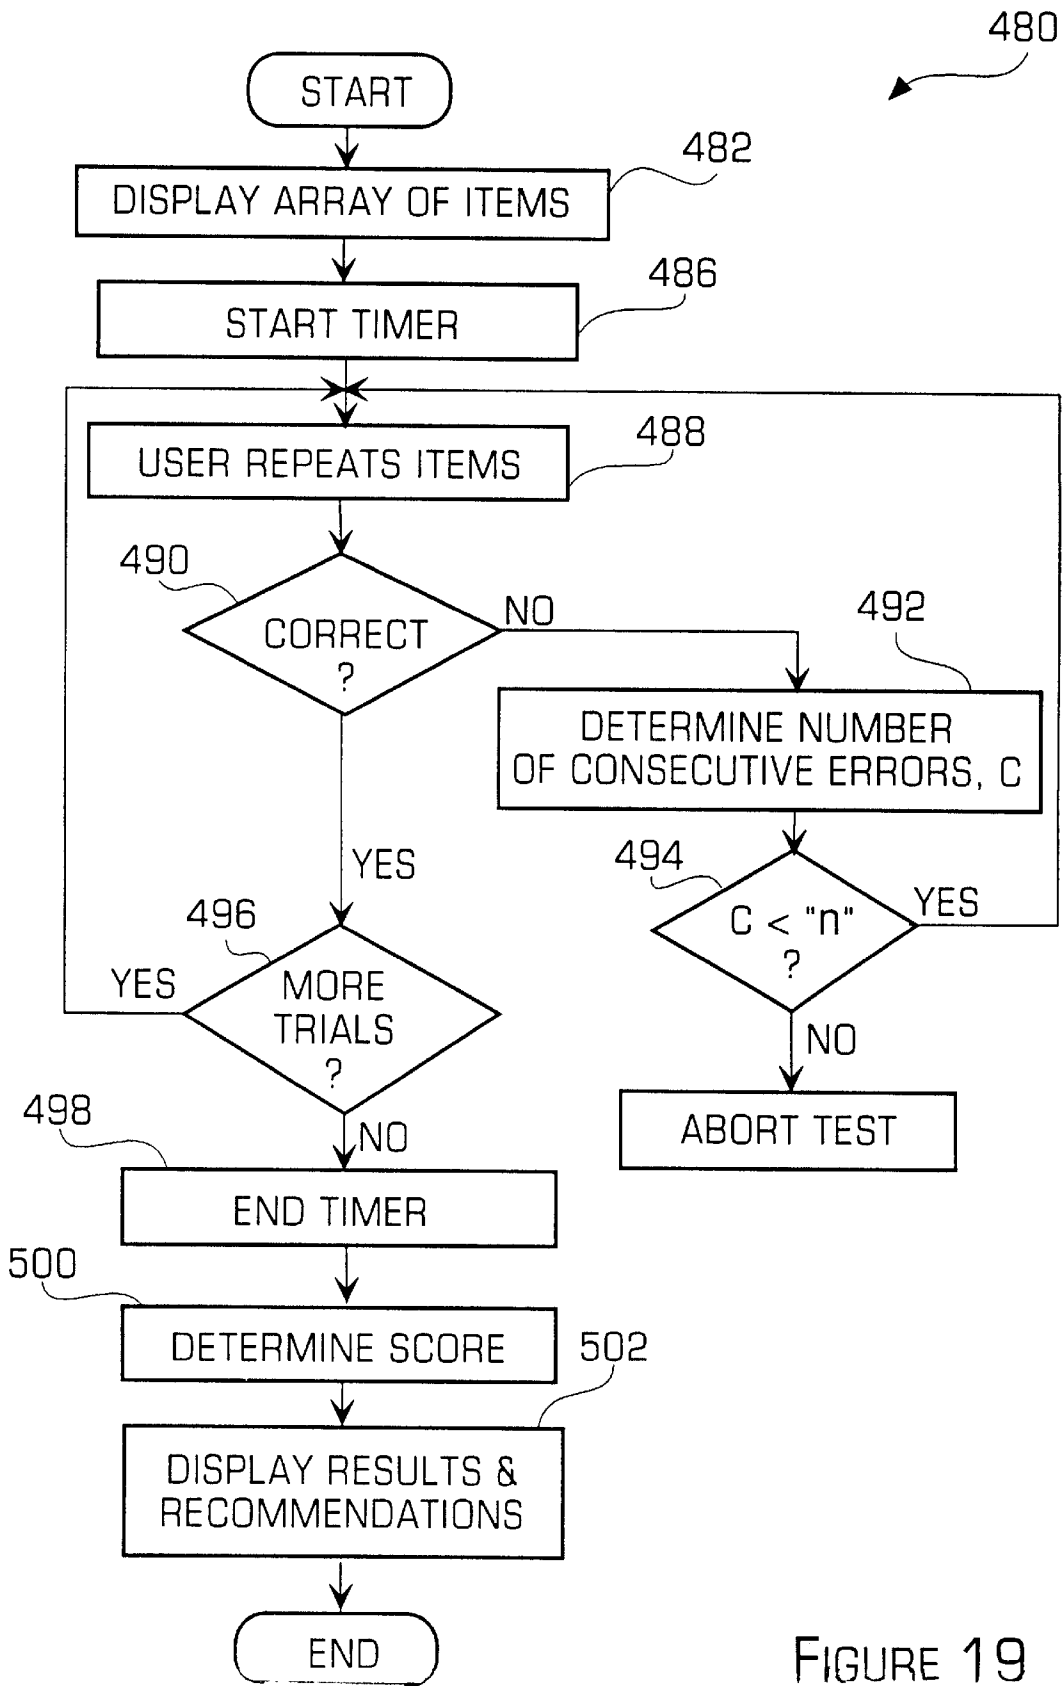 480
START
482
DISPLAY ARRAY OF ITEMS
486
START TIMER
488
USER REPEATS ITEMS
490
CORRECT
?
NO
492
DETERMINE NUMBER
OF CONSECUTIVE ERRORS, C
494
C < "n"
?
YES
NO
ABORT TEST
YES
496
MORE
TRIALS
?
YES
NO
498
END TIMER
500
DETERMINE SCORE
502
DISPLAY RESULTS &
RECOMMENDATIONS
END
FIGURE 19